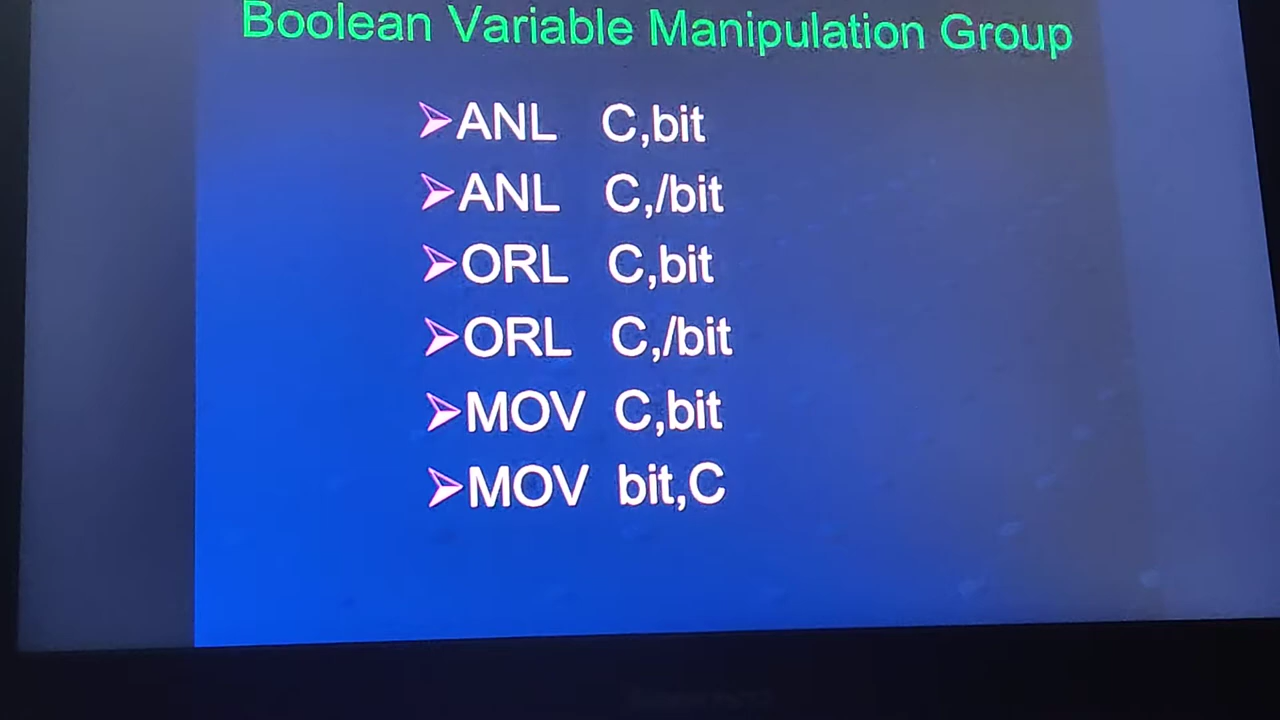 Boolean Variable Manipulation Group
➢ANL C,bit
➢ANL C,/bit
➢ORL C,bit
➢ORL C,/bit
➢MOV C,bit
➢MOV bit,C